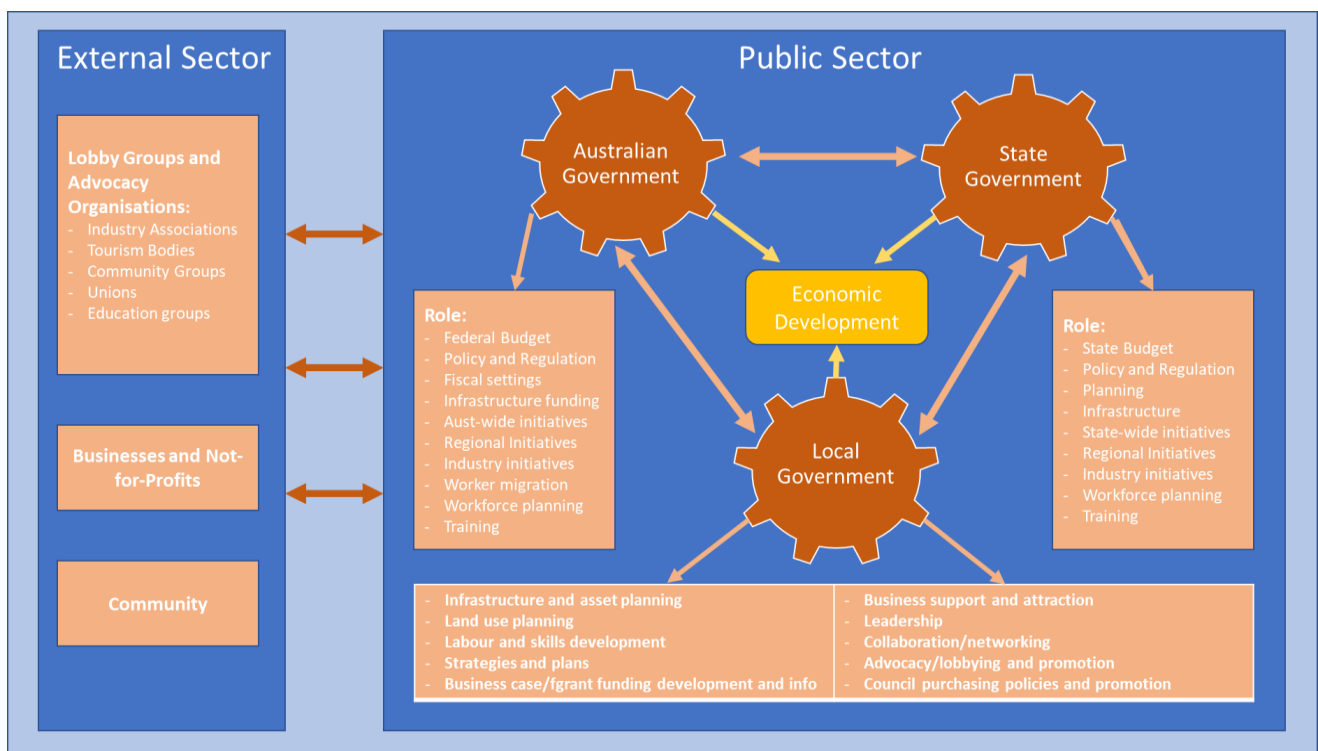 External Sector
Lobby Groups and
Advocacy
Organisations:
- Industry Associations
- Tourism Bodies
- Community Groups
- Unions
- Education groups
Businesses and Not-
for-Profits
Community
Public Sector
Australian
Government
State
Government
Economic
Development
Local
Government
Role:
- Federal Budget
- Policy and Regulation
- Fiscal settings
- Infrastructure funding
- Aust-wide initiatives
- Regional Initiatives
- Industry initiatives
- Worker migration
- Workforce planning
- Training
Role:
- State Budget
- Policy and Regulation
- Planning
- Infrastructure
- State-wide initiatives
- Regional Initiatives
- Industry initiatives
- Workforce planning
- Training
- Infrastructure and asset planning
- Land use planning
- Labour and skills development
- Strategies and plans
- Business case/fgrant funding development and info
- Business support and attraction
- Leadership
- Collaboration/networking
- Advocacy/lobbying and promotion
- Council purchasing policies and promotion